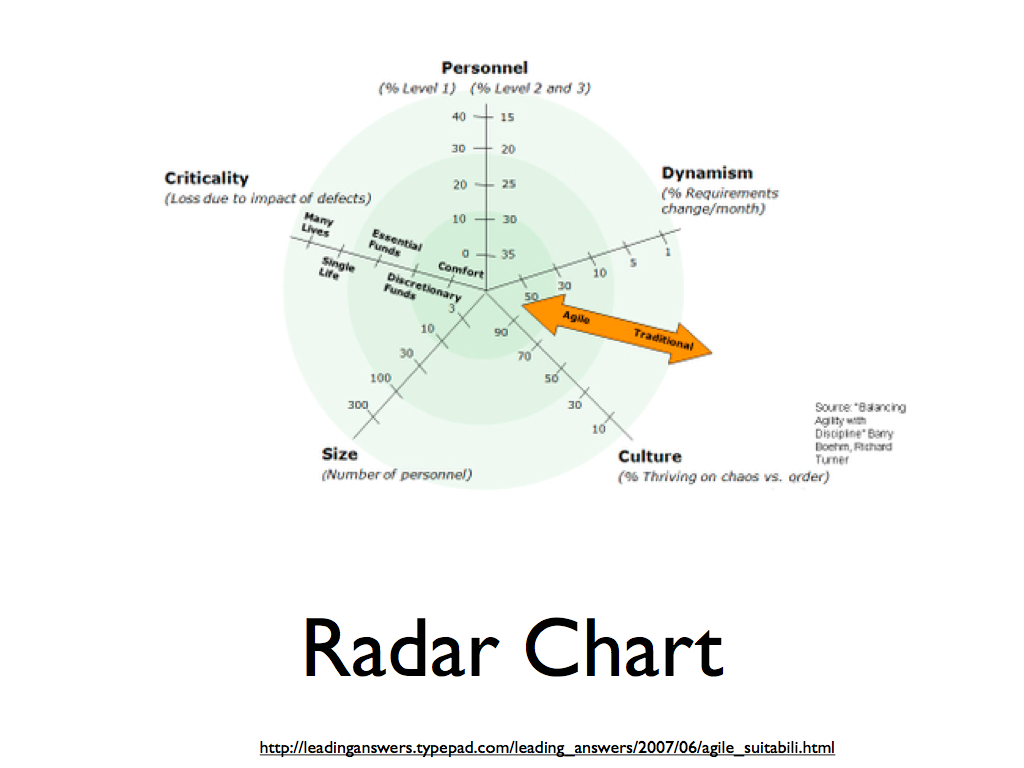 Personnel
(% Level 1) (% Level 2 and 3)
40 15
30 20
20 25
10 30
0 35
Criticality
(Loss due to impact of defects)
Many
Lives
Single
Life
Essential
Funds
Discretionary
Funds
Comfort
Dynamism
(% Requirements
change/month)
1
5
10
30
50
Agile
Traditional
3
10
30
100
300
Size
(Number of personnel)
90
70
50
30
10
Culture
(% Thriving on chaos vs. order)
Source: "Balancing
Agility with
Discipline" Barry
Boehm, Richard
Turner
Radar Chart
http://leadinganswers.typepad.com/leading_answers/2007/06/agile_suitabili.html